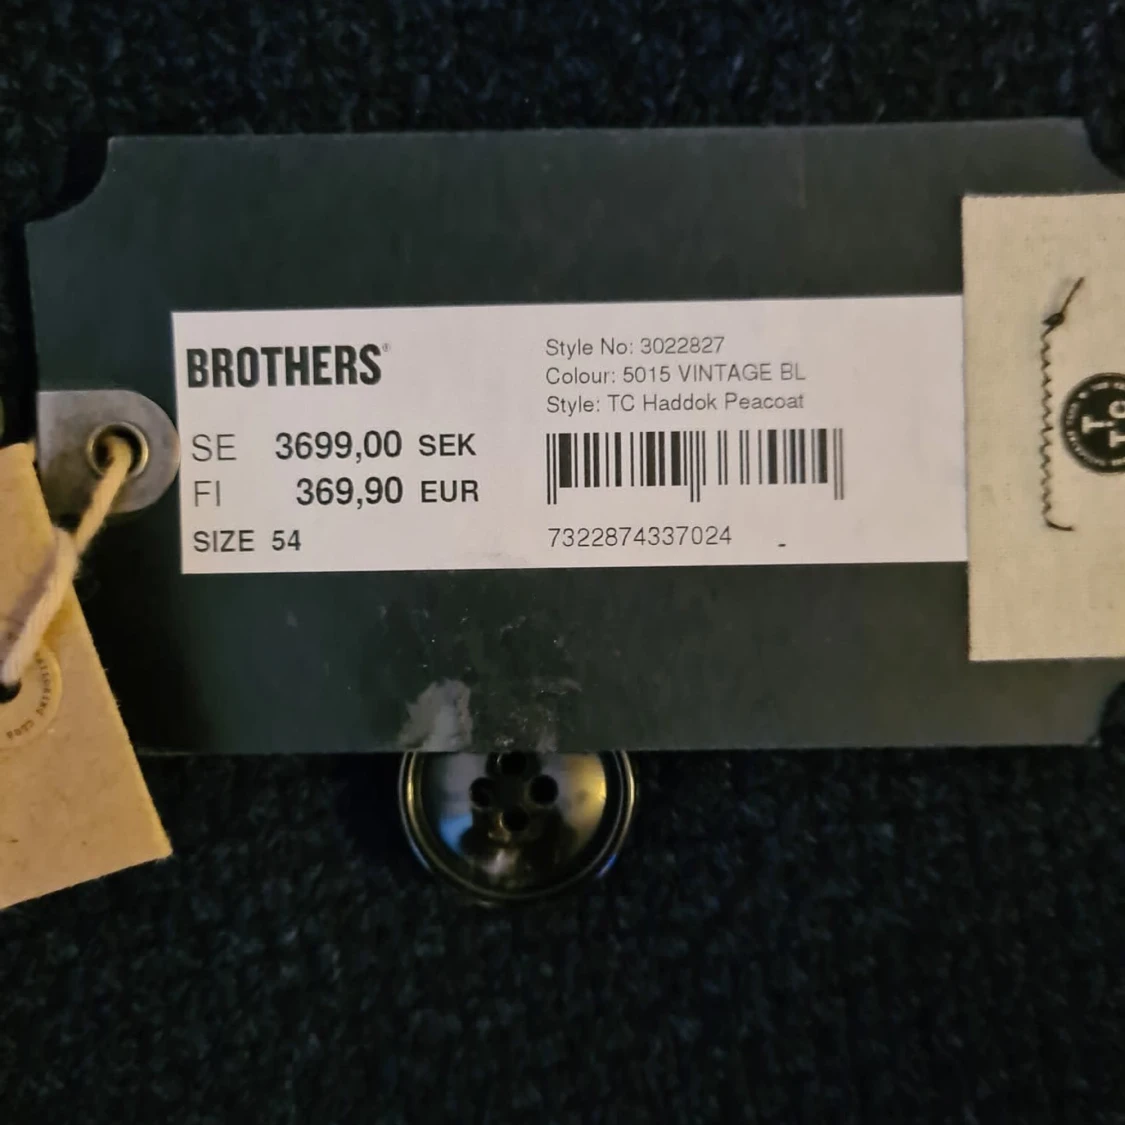 BROTHERS®
SE 3699,00 SEK
FI 369,90 EUR
SIZE 54
Style No: 3022827
Colour: 5015 VINTAGE BL
Style: TC Haddok Peacoat
7322874337024 -